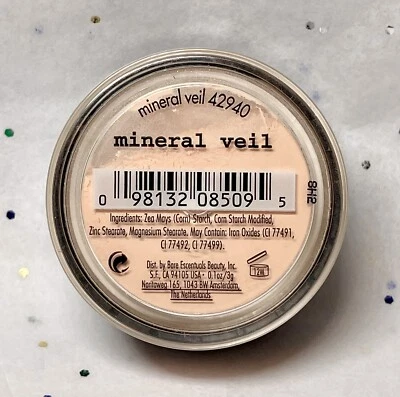 mineral veil 42940
mineral veil
0 98132 08509 5
8H2
Ingredients: Zea Mays (Corn) Starch, Corn Starch Modified,
Zinc Stearate, Magnesium Stearate. May Contain: Iron Oxides (CI 77491,
CI 77492, CI 77499).
Dist. by Bare Escentuals Beauty, Inc.
S.F., CA 94105 USA - 0.1oz/3g
Naritaweg 165, 1043 BW Amsterdam,
The Netherlands
12M